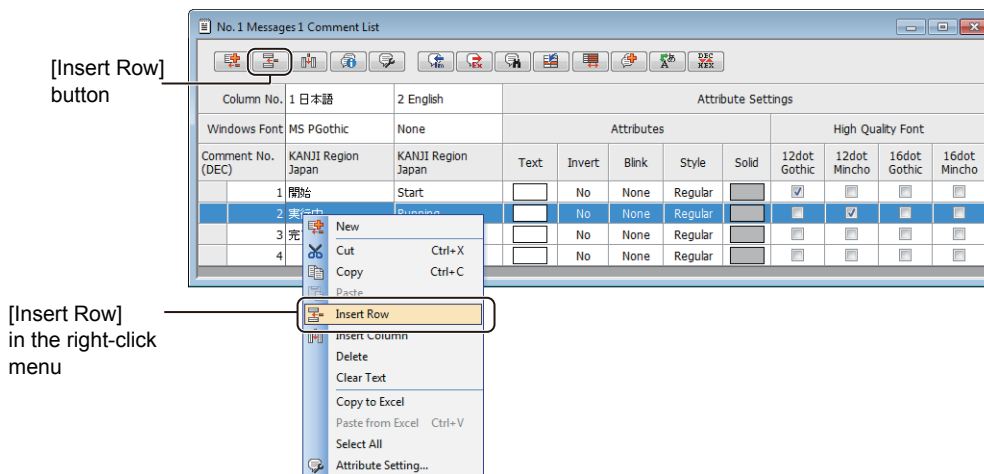 No. 1 Messages 1 Comment List
[Insert Row]
button
Column No. 1 日本語 2 English Attribute Settings
Windows Font MS PGothic None Attributes High Quality Font
Comment No. (DEC) KANJI Region Japan KANJI Region Japan Text Invert Blink Style Solid 12dot Gothic 12dot Mincho 16dot Gothic 16dot Mincho
1 開始 Start No None Regular
2 実行中 Running No None Regular
3 完 No None Regular
4 No None Regular
New
Cut Ctrl+X
Copy Ctrl+C
Paste
[Insert Row]
in the right-click
menu
Insert Row
Insert Column
Delete
Clear Text
Copy to Excel
Paste from Excel Ctrl+V
Select All
Attribute Setting...